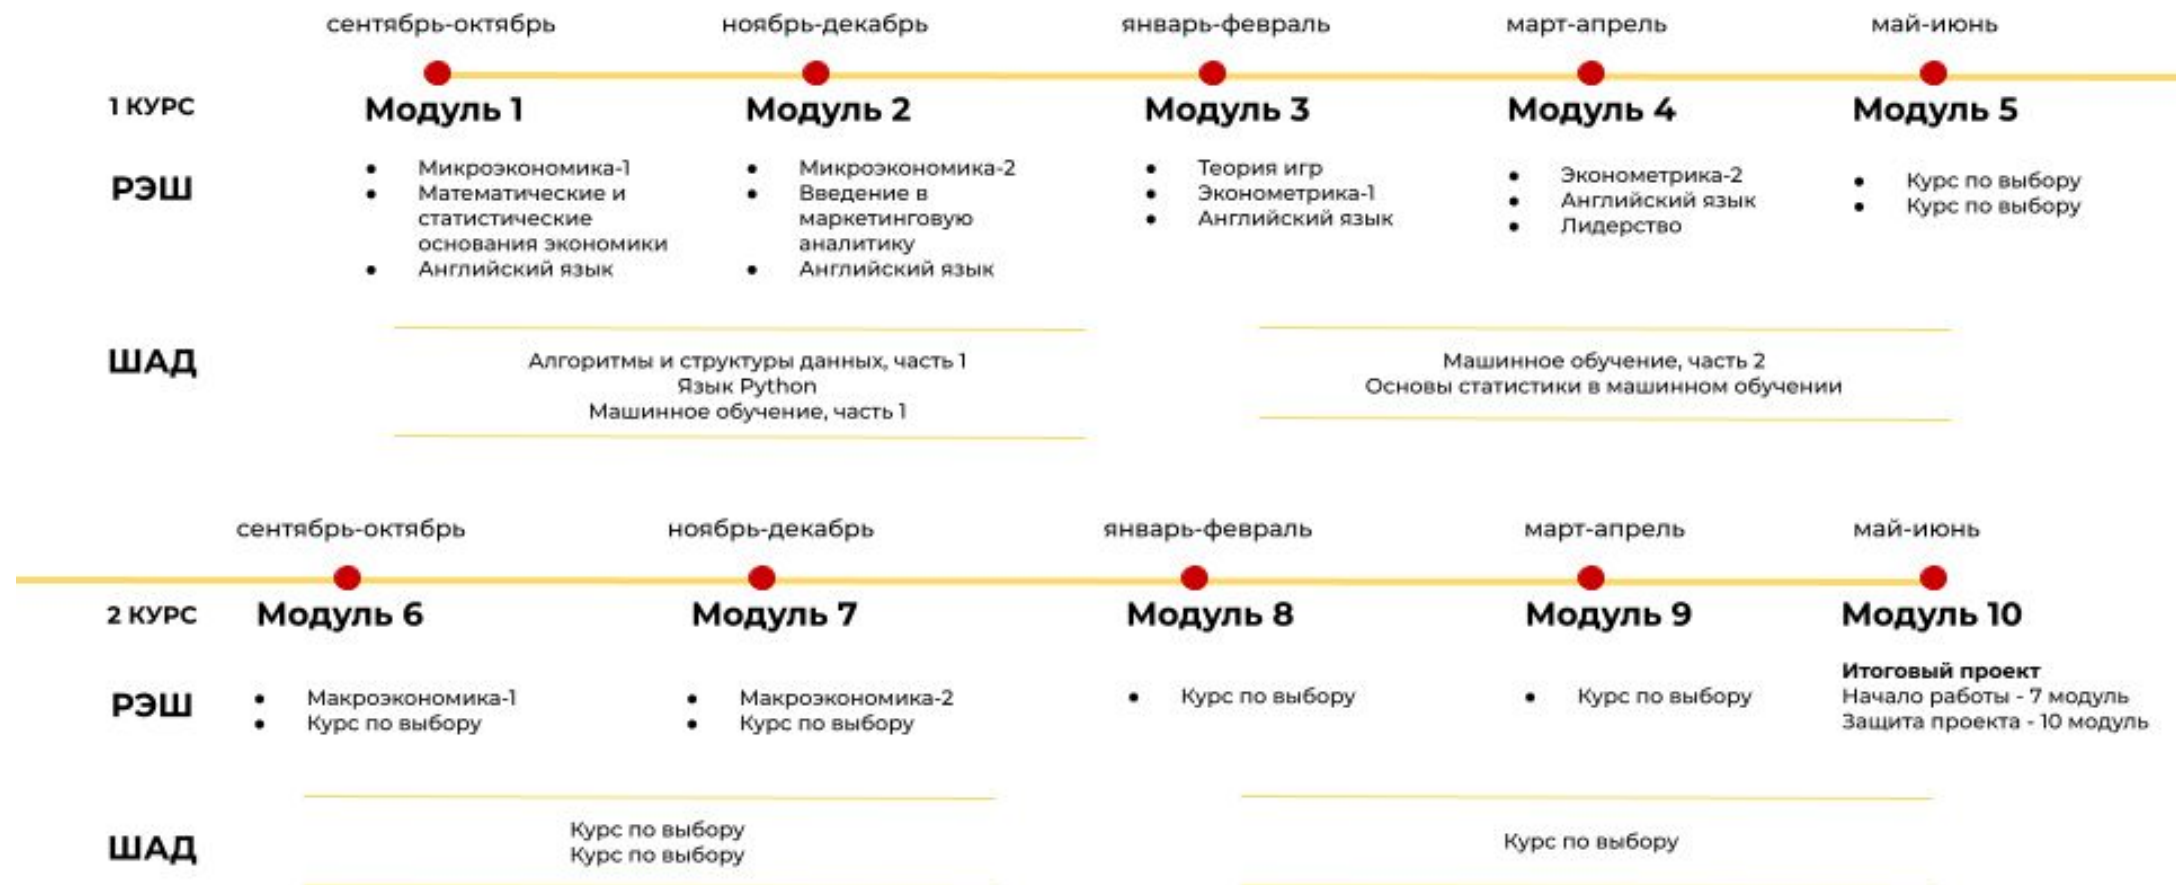 сентябрь-октябрь
ноябрь-декабрь
январь-февраль
март-апрель
май-июнь
1 КУРС
Модуль 1
Модуль 2
Модуль 3
Модуль 4
Модуль 5
РЭШ
• Микроэкономика-1
• Математические и
статистические
основания экономики
• Английский язык
• Микроэкономика-2
• Введение в
маркетинговую
аналитику
• Английский язык
• Теория игр
• Эконометрика-1
• Английский язык
• Эконометрика-2
• Английский язык
• Лидерство
• Курс по выбору
• Курс по выбору
ШАД
Алгоритмы и структуры данных, часть 1
Язык Python
Машинное обучение, часть 1
Машинное обучение, часть 2
Основы статистики в машинном обучении
сентябрь-октябрь
ноябрь-декабрь
январь-февраль
март-апрель
май-июнь
2 КУРС
Модуль 6
Модуль 7
Модуль 8
Модуль 9
Модуль 10
РЭШ
• Макроэкономика-1
• Курс по выбору
• Макроэкономика-2
• Курс по выбору
• Курс по выбору
• Курс по выбору
Итоговый проект
Начало работы - 7 модуль
Защита проекта - 10 модуль
ШАД
Курс по выбору
Курс по выбору
Курс по выбору